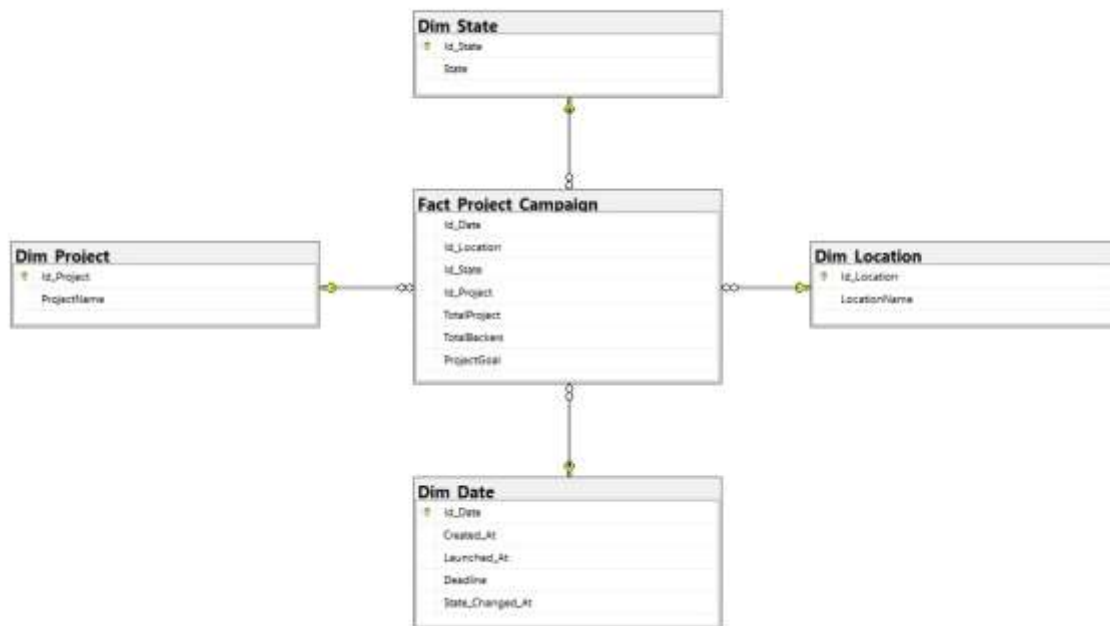 Dim State
Id_State
State
Fact Project Campaign
Id_Date
Id_Location
Id_State
Id_Project
TotalProject
TotalBackers
ProjectGoal
Dim Project
Id_Project
ProjectName
Dim Location
Id_Location
LocationName
Dim Date
Id_Date
Created_At
Launched_At
Deadline
State_Changed_At